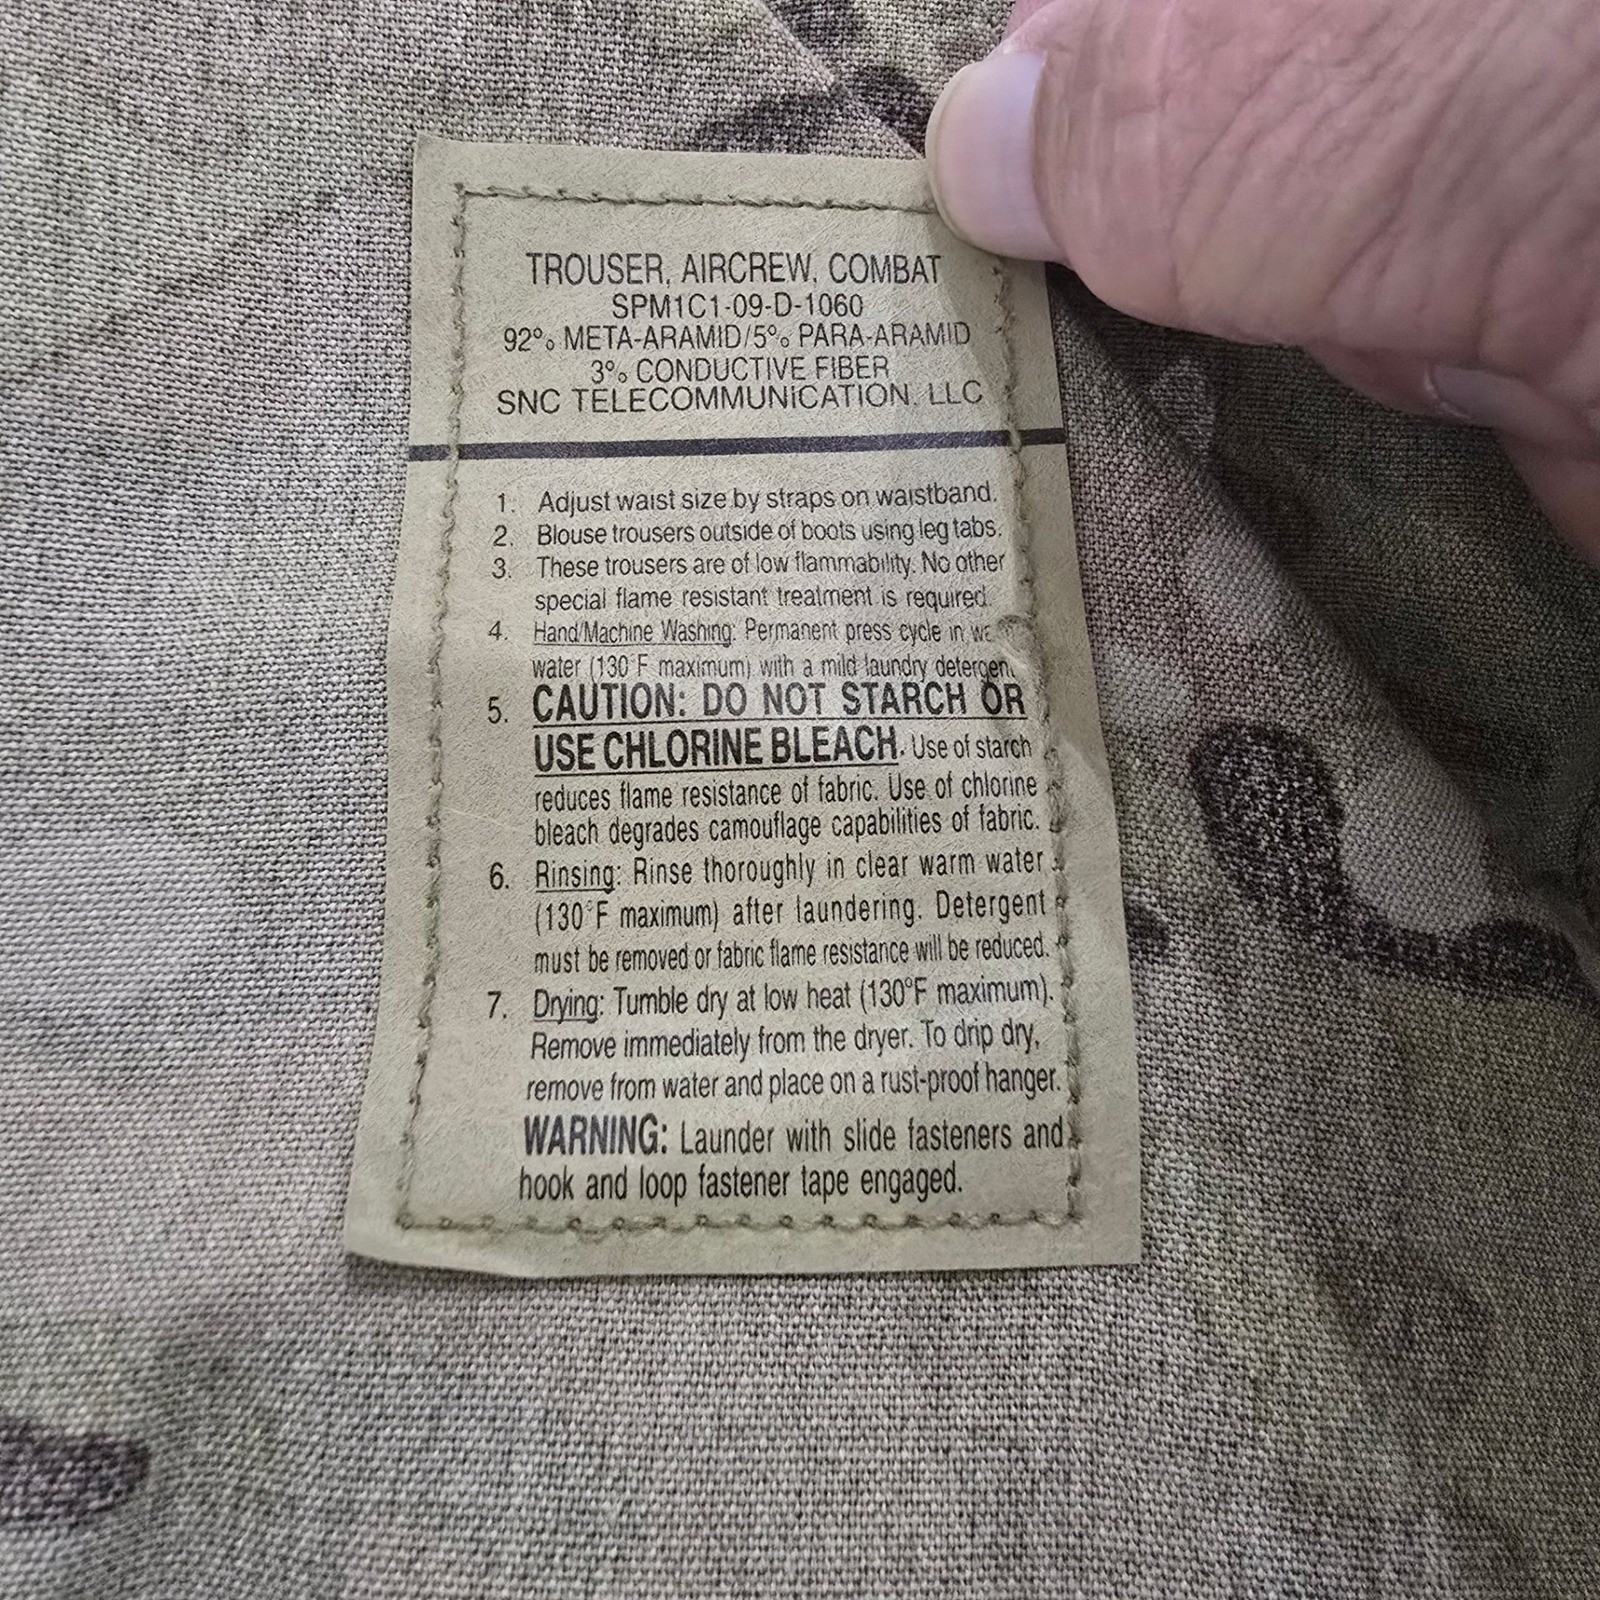 TROUSER, AIRCREW, COMBAT
SPM1C1-09-D-1060
92% META-ARAMID/5% PARA-ARAMID
3% CONDUCTIVE FIBER
SNC TELECOMMUNICATION. LLC
1. Adjust waist size by straps on waistband.
2. Blouse trousers outside of boots using leg tabs.
3. These trousers are of low flammability. No other
special flame resistant treatment is required.
4. Hand/Machine Washing: Permanent press cycle in
water (130°F maximum) with a mild laundry detergent
5. CAUTION: DO NOT STARCH OR
USE CHLORINE BLEACH. Use of starch
reduces flame resistance of fabric. Use of chlorine
bleach degrades camouflage capabilities of fabric.
6. Rinsing: Rinse thoroughly in clear warm water
(130°F maximum) after laundering. Detergent
must be removed or fabric flame resistance will be reduced.
7. Drying: Tumble dry at low heat (130°F maximum).
Remove immediately from the dryer. To drip dry,
remove from water and place on a rust-proof hanger.
WARNING: Launder with slide fasteners and
hook and loop fastener tape engaged.